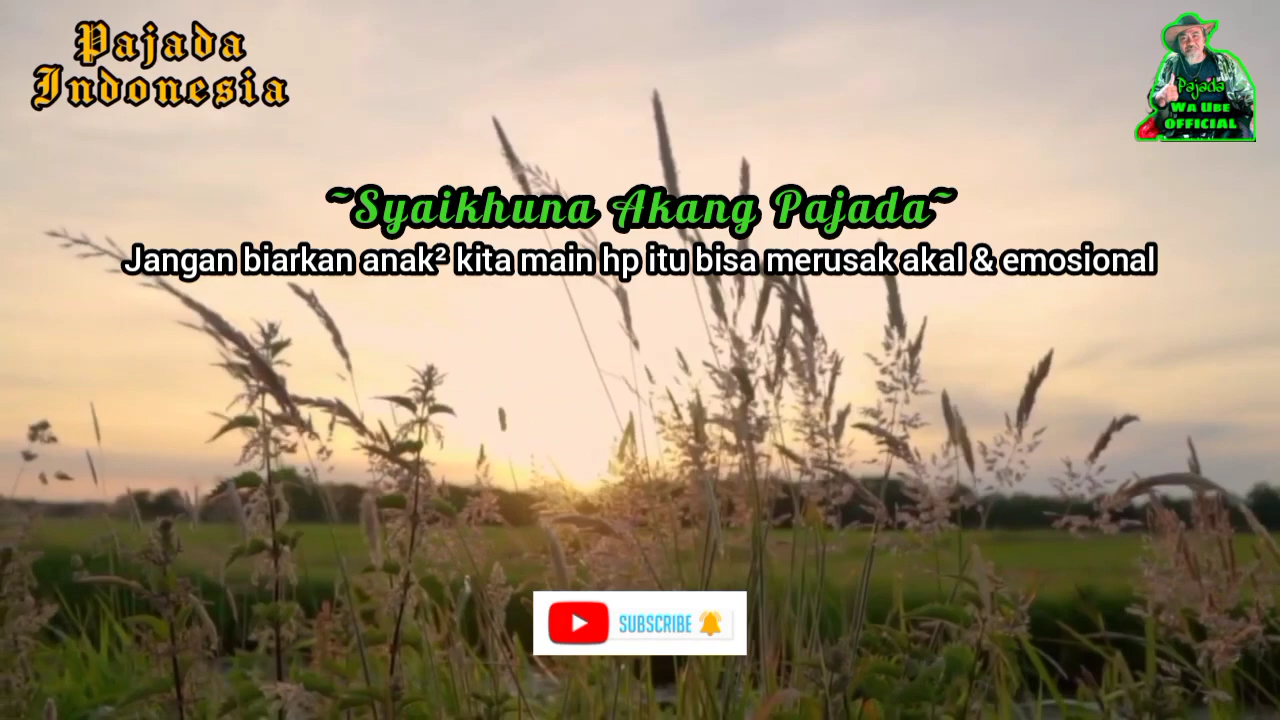 Pajada
Indonesia
Pajada
Wa Ube
OFFICIAL
~Syaikhuna Akang Pajada~
Jangan biarkan anak² kita main hp itu bisa merusak akal & emosional
SUBSCRIBE